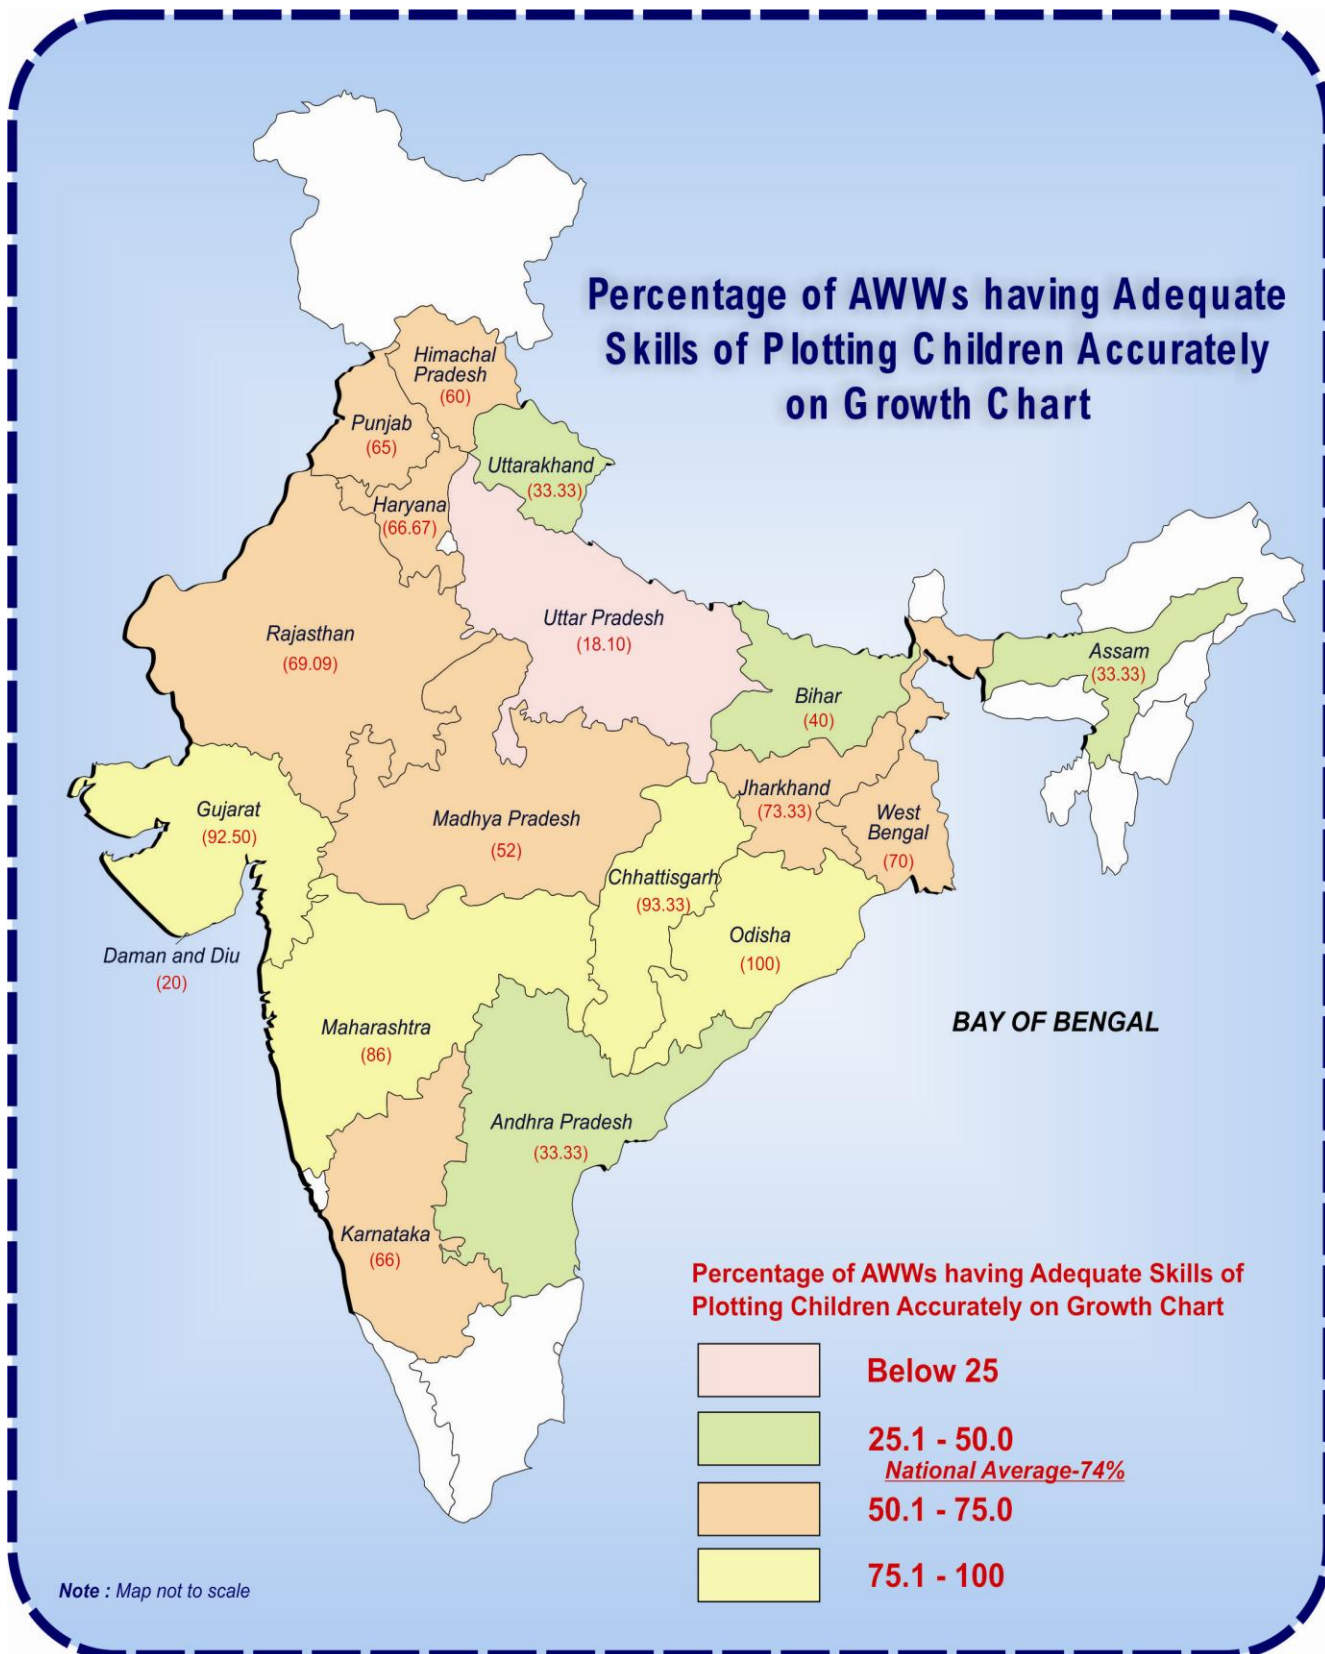 Percentage of AWWs having Adequate
Skills of Plotting Children Accurately
on Growth Chart
Himachal
Pradesh
(60)
Punjab
(65)
Uttarakhand
(33.33)
Haryana
(66.67)
Uttar Pradesh
(18.10)
Rajasthan
(69.09)
Assam
(33.33)
Bihar
(40)
Jharkhand
(73.33)
Gujarat
(92.50)
Madhya Pradesh
(52)
West
Bengal
(70)
Chhattisgarh
(93.33)
Odisha
(100)
Daman and Diu
(20)
Maharashtra
(86)
BAY OF BENGAL
Andhra Pradesh
(33.33)
Karnataka
(66)
Percentage of AWWs having Adequate Skills of
Plotting Children Accurately on Growth Chart
Below 25
25.1 - 50.0
National Average-74%
50.1 - 75.0
75.1 - 100
Note : Map not to scale